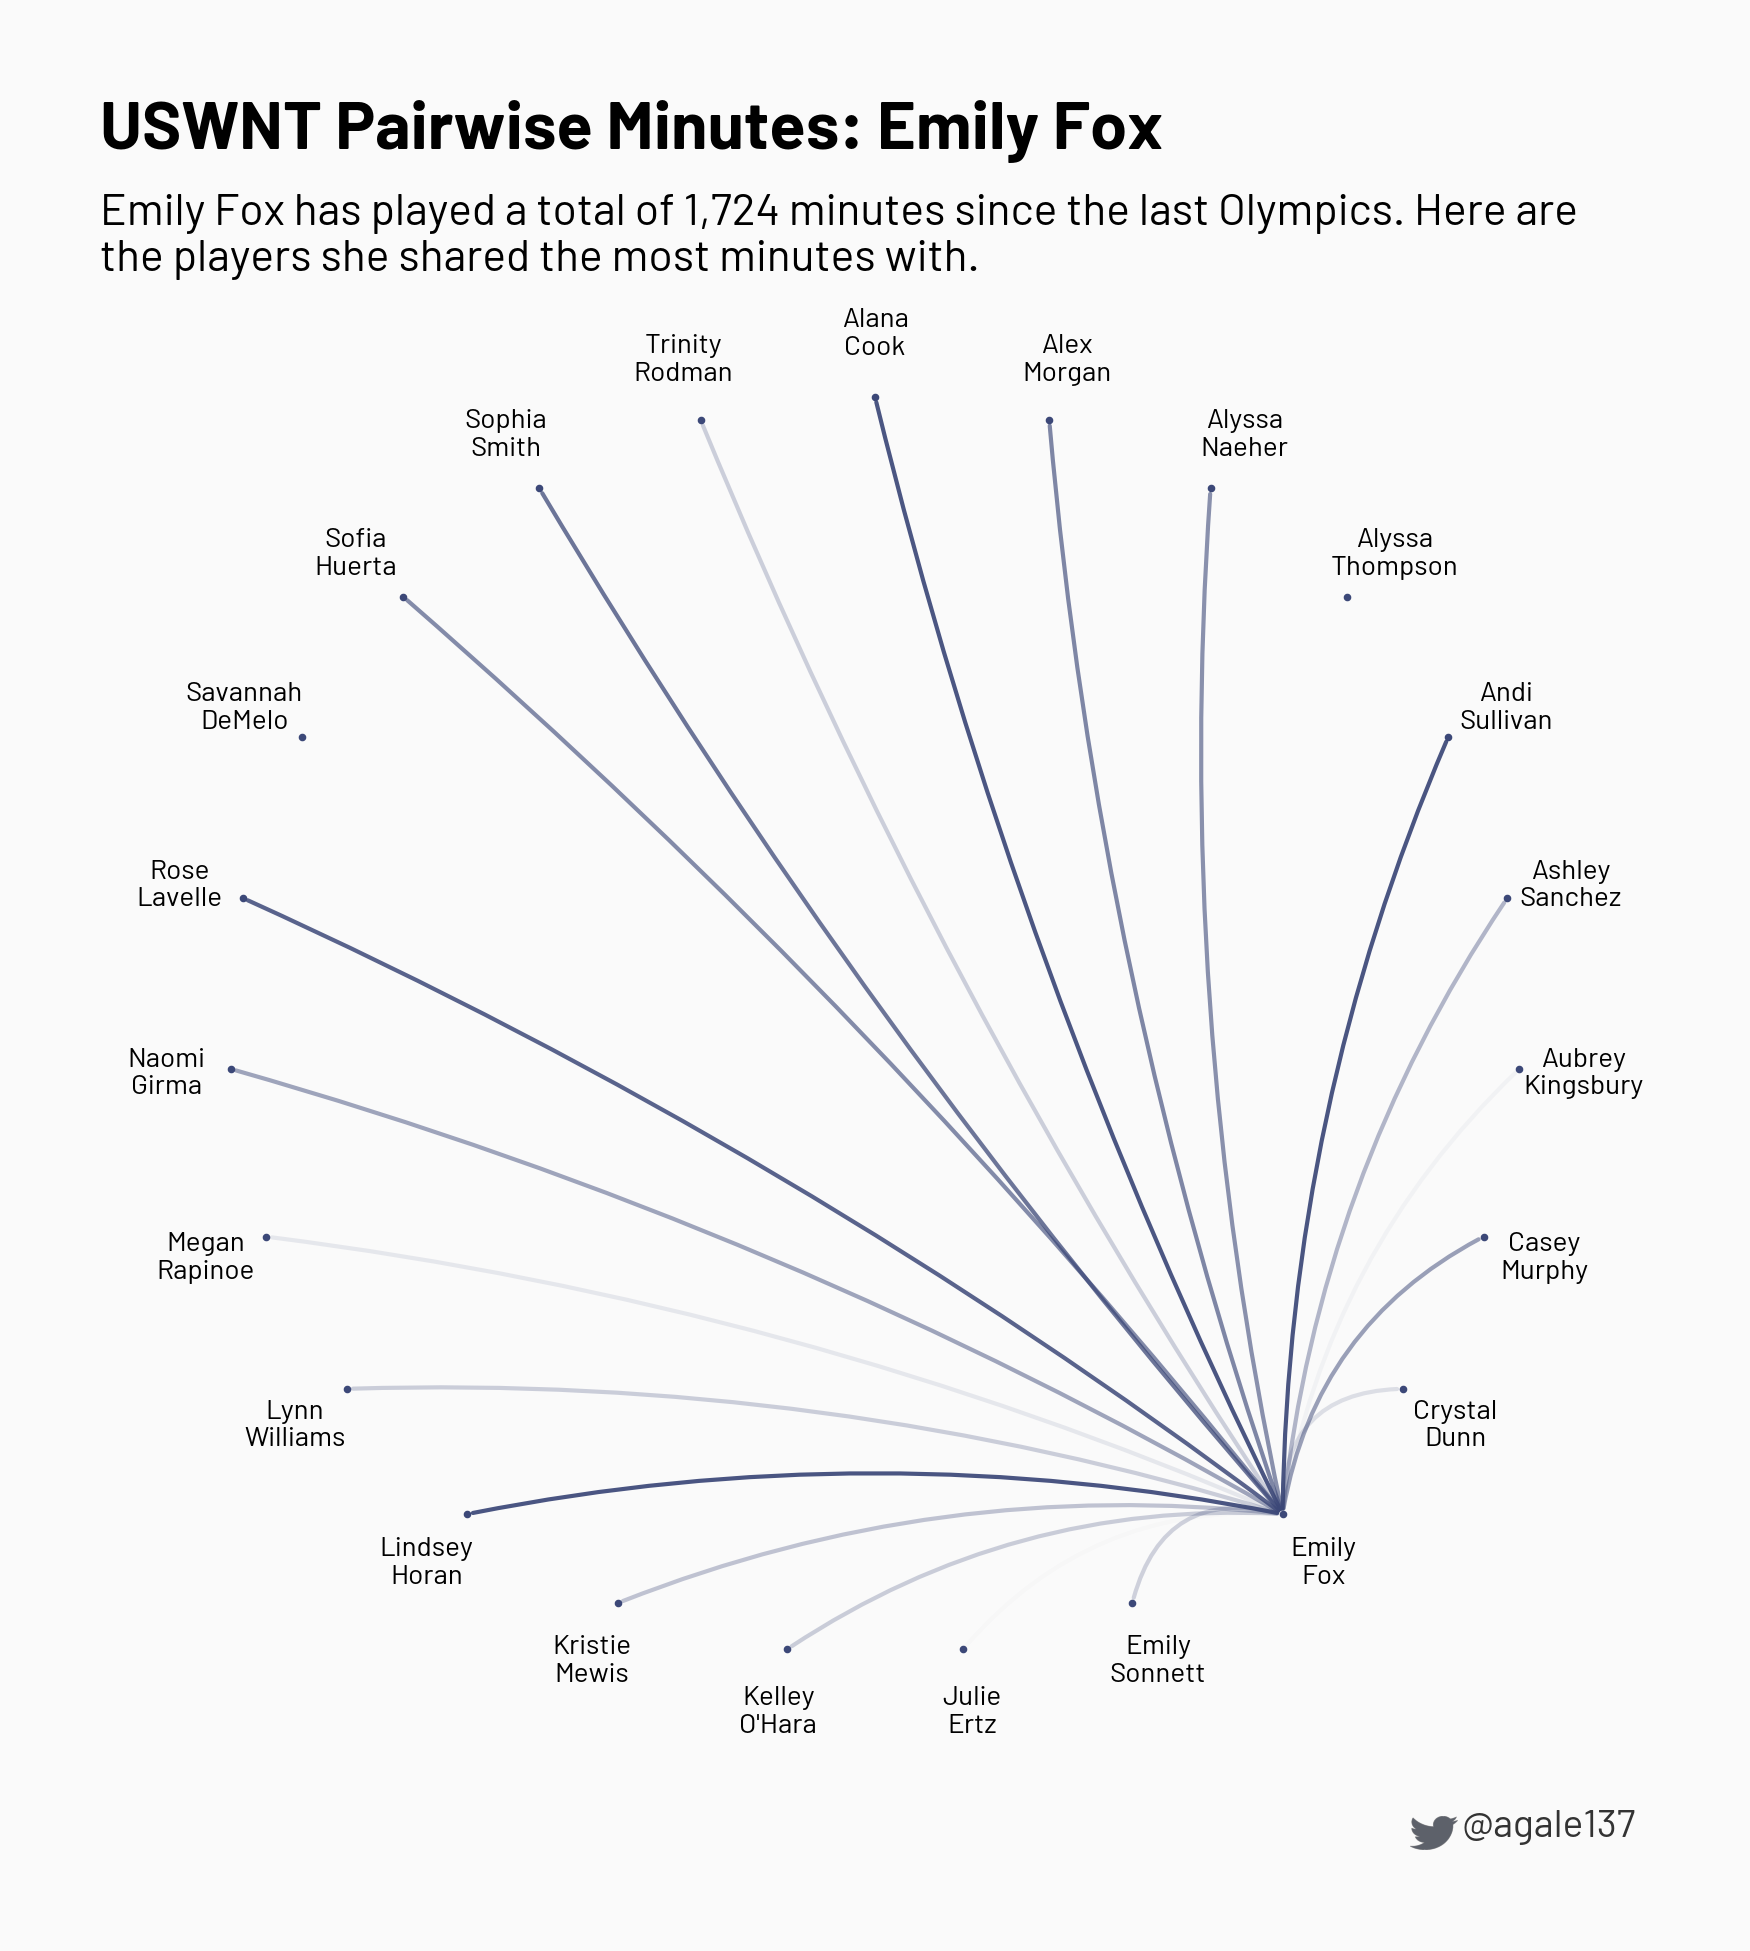 USWNT Pairwise Minutes: Emily Fox
Emily Fox has played a total of 1,724 minutes since the last Olympics. Here are
the players she shared the most minutes with.
Alana
Cook
Trinity
Rodman
Alex
Morgan
Sophia
Smith
Alyssa
Naeher
Sofia
Huerta
Alyssa
Thompson
Savannah
DeMelo
Andi
Sullivan
Rose
Lavelle
Ashley
Sanchez
Naomi
Girma
Aubrey
Kingsbury
Megan
Rapinoe
Casey
Murphy
Lynn
Williams
Crystal
Dunn
Lindsey
Horan
Emily
Fox
Kristie
Mewis
Emily
Sonnett
Kelley
O'Hara
Julie
Ertz
@agale137